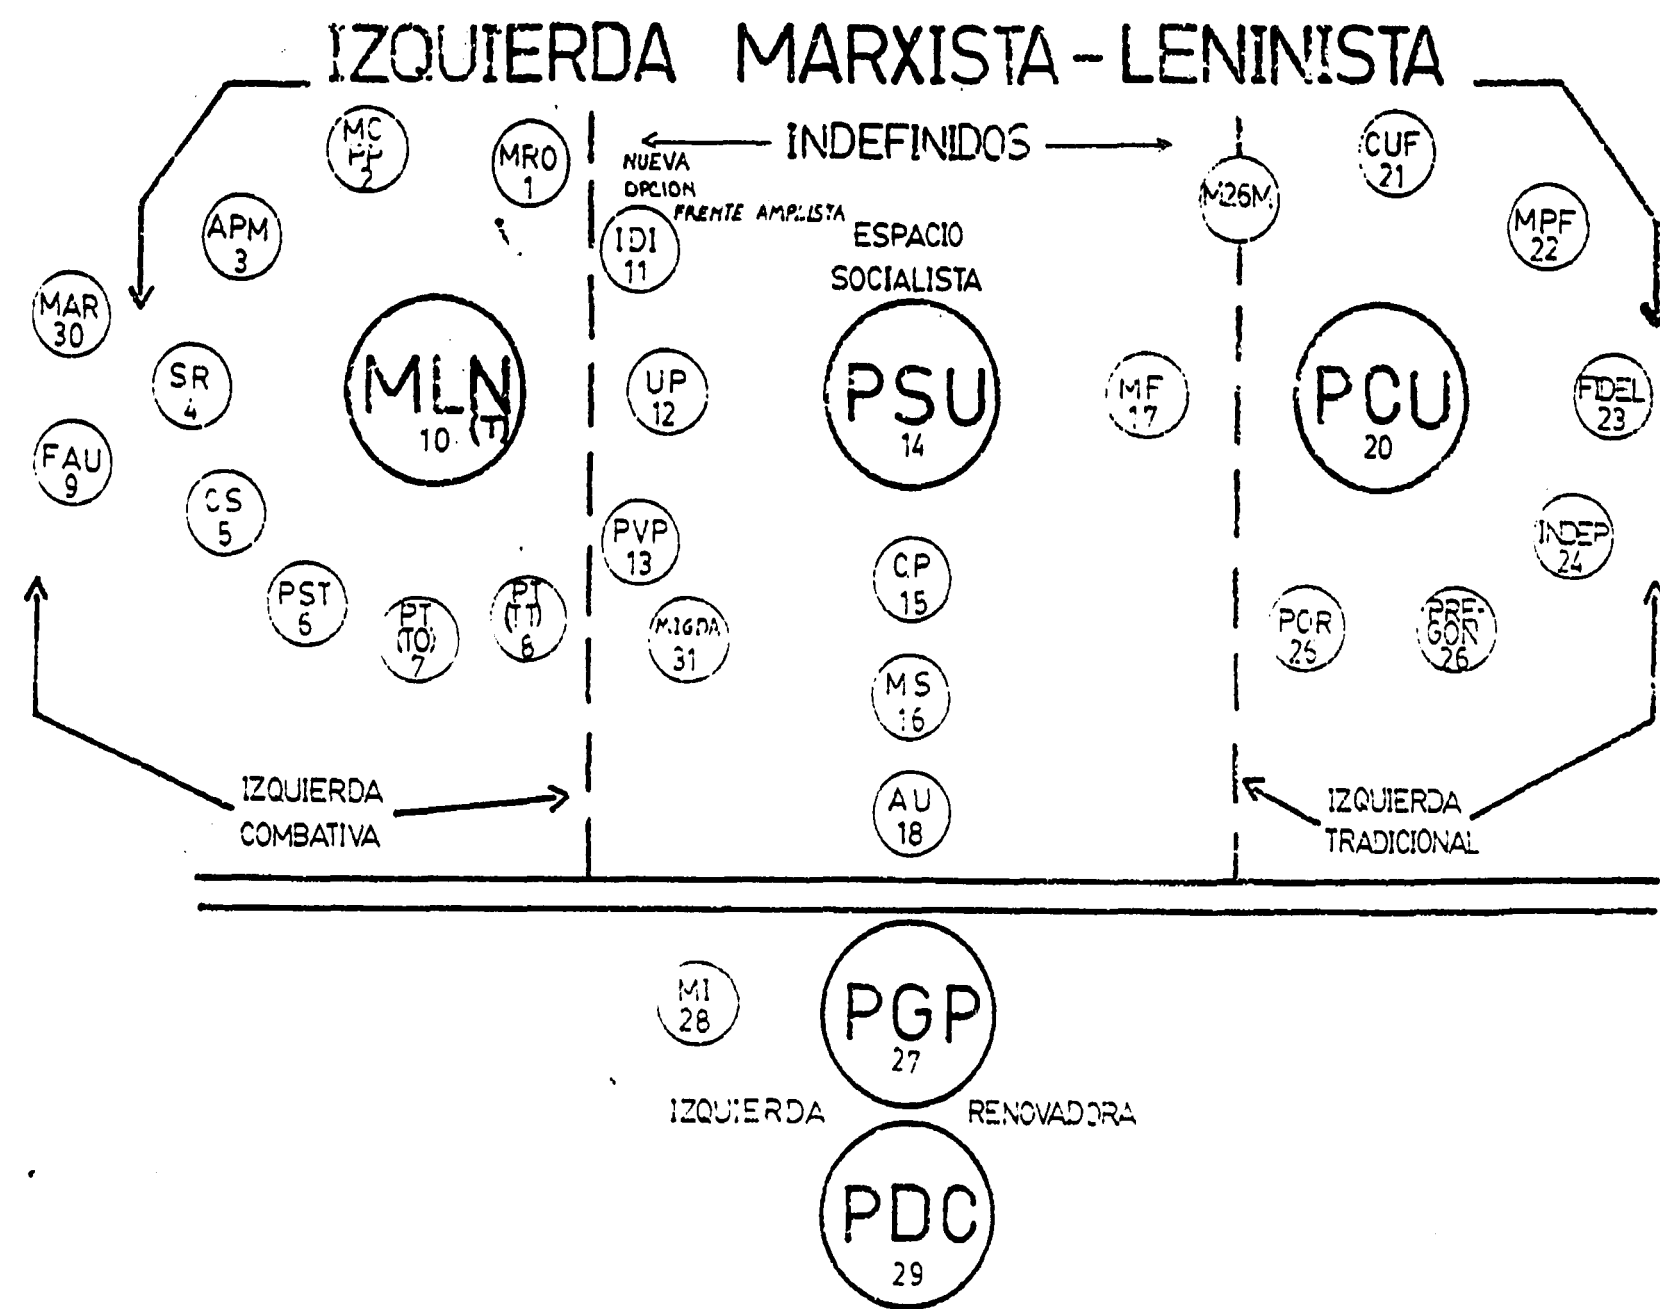 IZQUIERDA MARXISTA-LENINISTA
INDEFINIDOS
MC
PP
2
MRO
1
NUEVA
OPCION
FRENTE AMPLISTA
M26M
CUF
21
APM
3
IDI
11
ESPACIO
SOCIALISTA
MPF
22
MAR
30
SR
4
MLN
(T)
10
UP
12
PSU
14
MF
17
PCU
20
FIDEL
23
FAU
9
CS
5
PVP
13
CP
15
INDEP
24
PST
6
PT
(TO)
7
PT
(TT)
8
MIGDA
31
MS
16
POR
PRE-
GON
26
IZQUIERDA
COMBATIVA
AU
18
IZQUIERDA
TRADICIONAL
MI
28
PGP
27
IZQUIERDA RENOVADORA
PDC
29